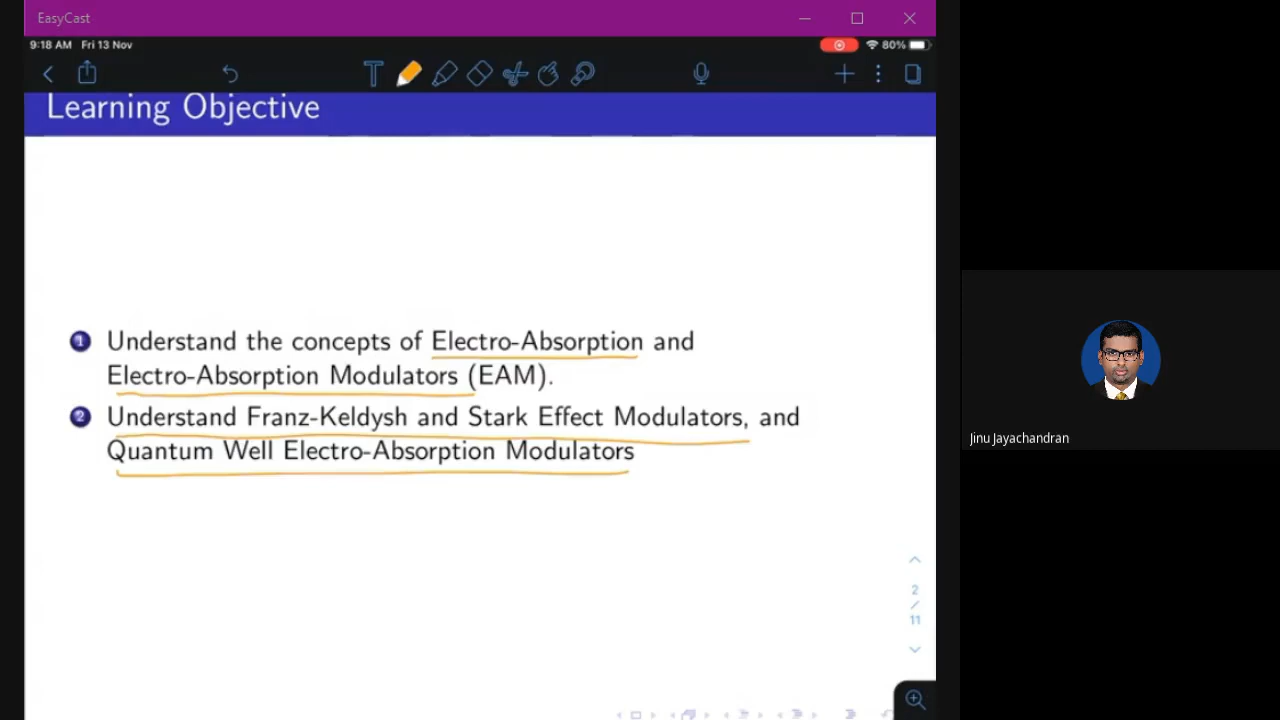 EasyCast
9:18 AM Fri 13 Nov
80%
T
Learning Objective
1 Understand the concepts of Electro-Absorption and
Electro-Absorption Modulators (EAM).
2 Understand Franz-Keldysh and Stark Effect Modulators, and
Quantum Well Electro-Absorption Modulators
2
/
11
Jinu Jayachandran